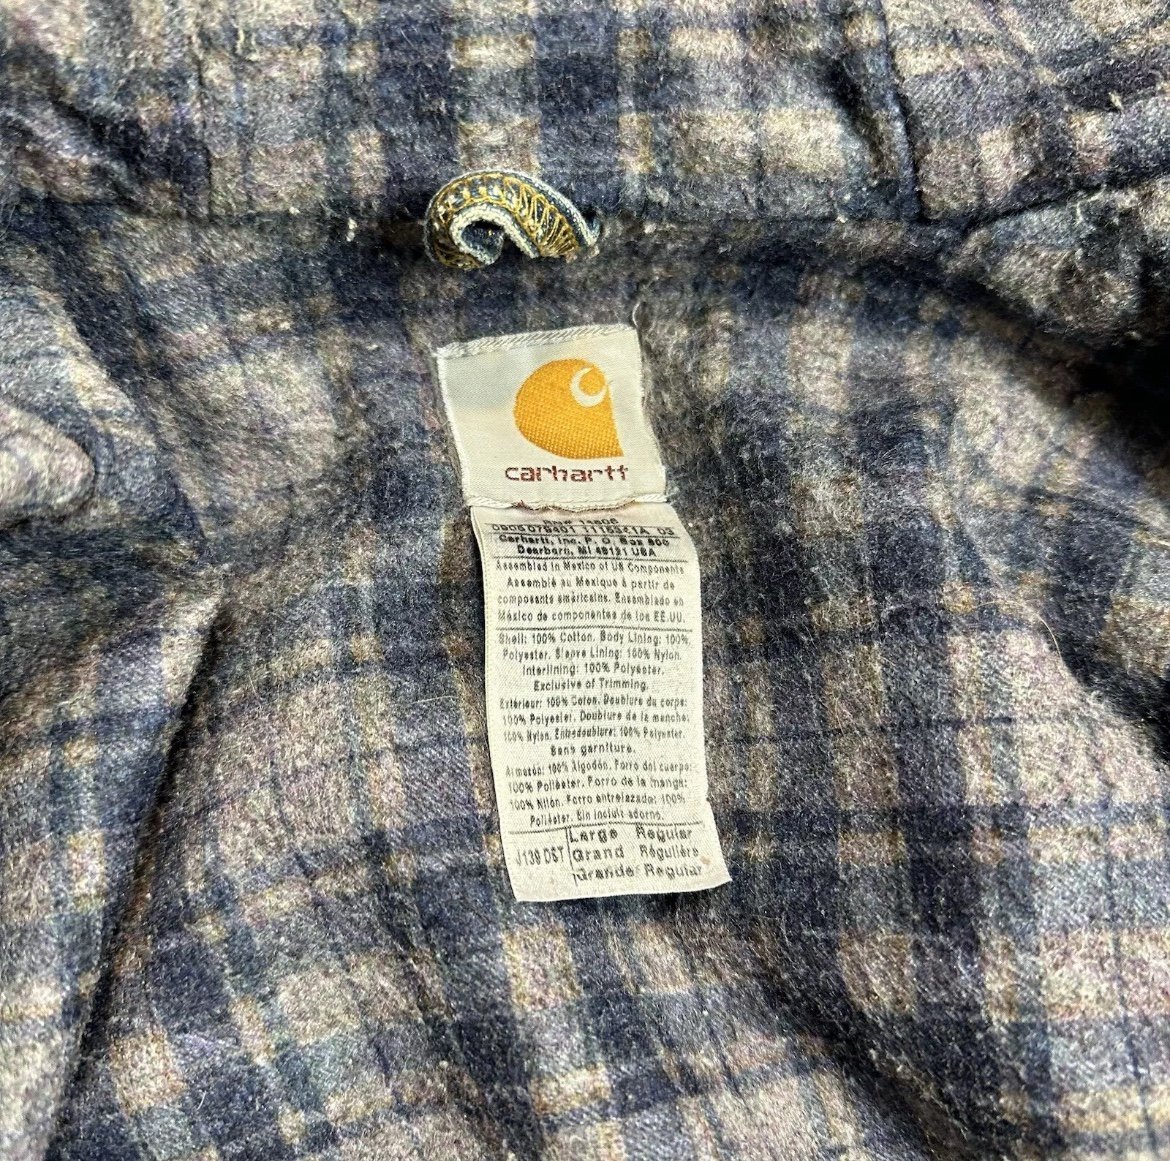 carhartt
Carhartt, Inc. P. O. Box 600
Dearborn, MI 48121 USA
Assembled in Mexico of US Components
Assemblé au Mexique à partir de
composants américains. Ensamblado en
México de componentes de los EE.UU.
Shell: 100% Cotton. Body Lining: 100%
Polyester. Sleeve Lining: 100% Nylon.
Interlining: 100% Polyester.
Exclusive of Trimming.
Extérieur: 100% Coton. Doublure du corps:
100% Polyester. Doublure de la manche:
100% Nylon. Entredoublure: 100% Polyester.
Sans garniture.
Armazón: 100% Algodón. Forro del cuerpo:
100% Poliéster. Forro de la manga:
100% Nilón. Forro entrelazado: 100%
Poliéster. Sin incluir adorno.
J139 DST
Large Regular
Grand Régulière
Grande Regular